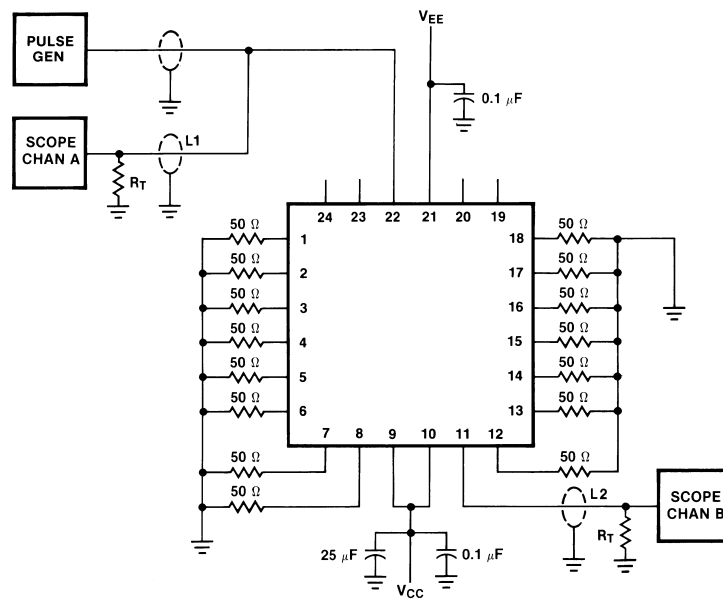 V_EE
PULSE
GEN
0.1 μF
SCOPE
CHAN A
L1
R_T
24 23 22 21 20 19
50 Ω 1 18 50 Ω
50 Ω 2 17 50 Ω
50 Ω 3 16 50 Ω
50 Ω 4 15 50 Ω
50 Ω 5 14 50 Ω
50 Ω 6 13 50 Ω
7 8 9 10 11 12
50 Ω 50 Ω
50 Ω
L2
SCOPE
CHAN B
R_T
25 μF 0.1 μF
V_CC